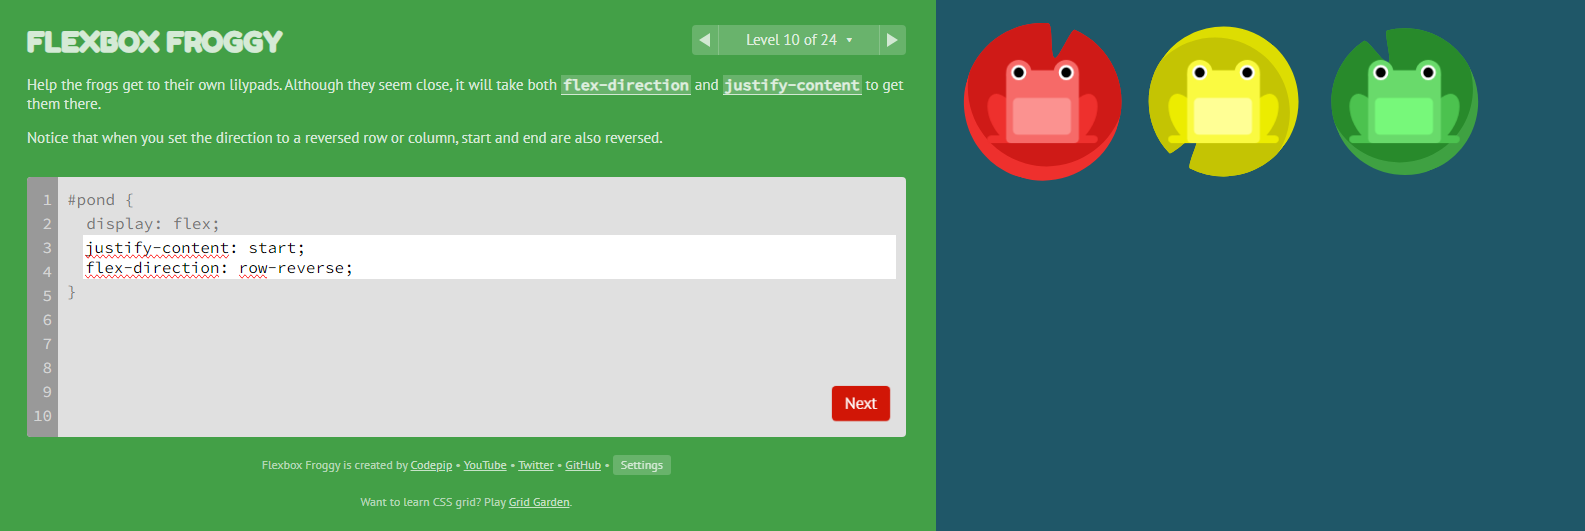 FLEXBOX FROGGY
◀ Level 10 of 24 ▾ ▶
Help the frogs get to their own lilypads. Although they seem close, it will take both flex-direction and justify-content to get
them there.
Notice that when you set the direction to a reversed row or column, start and end are also reversed.
1 #pond {
2 display: flex;
3 justify-content: start;
4 flex-direction: row-reverse;
5 }
6
7
8
9
10
Next
Flexbox Froggy is created by Codepip • YouTube • Twitter • GitHub • Settings
Want to learn CSS grid? Play Grid Garden.